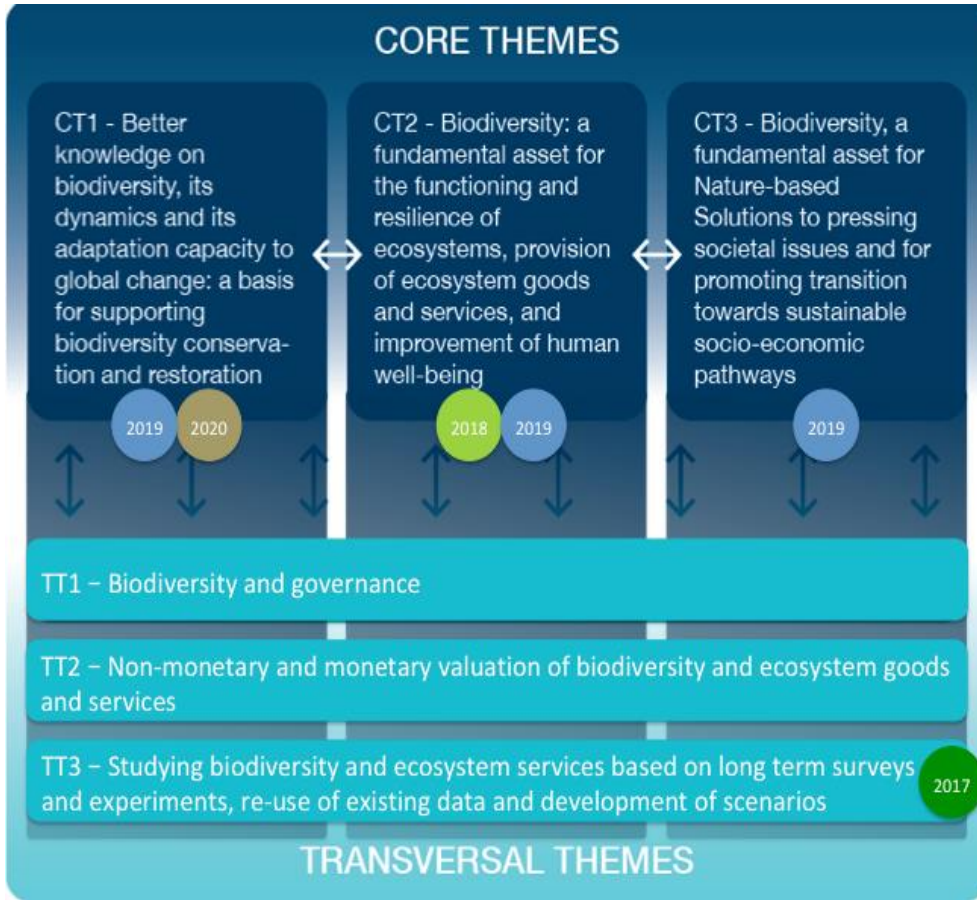 CORE THEMES
CT1 - Better
knowledge on
biodiversity, its
dynamics and its
adaptation capacity to
global change: a basis
for supporting
biodiversity conserva-
tion and restoration
2019
2020
CT2 - Biodiversity: a
fundamental asset for
the functioning and
resilience of
ecosystems, provision
of ecosystem goods
and services, and
improvement of human
well-being
2018
2019
CT3 - Biodiversity, a
fundamental asset for
Nature-based
Solutions to pressing
societal issues and for
promoting transition
towards sustainable
socio-economic
pathways
2019
TT1 – Biodiversity and governance
TT2 – Non-monetary and monetary valuation of biodiversity and ecosystem goods
and services
TT3 – Studying biodiversity and ecosystem services based on long term surveys
and experiments, re-use of existing data and development of scenarios
2017
TRANSVERSAL THEMES